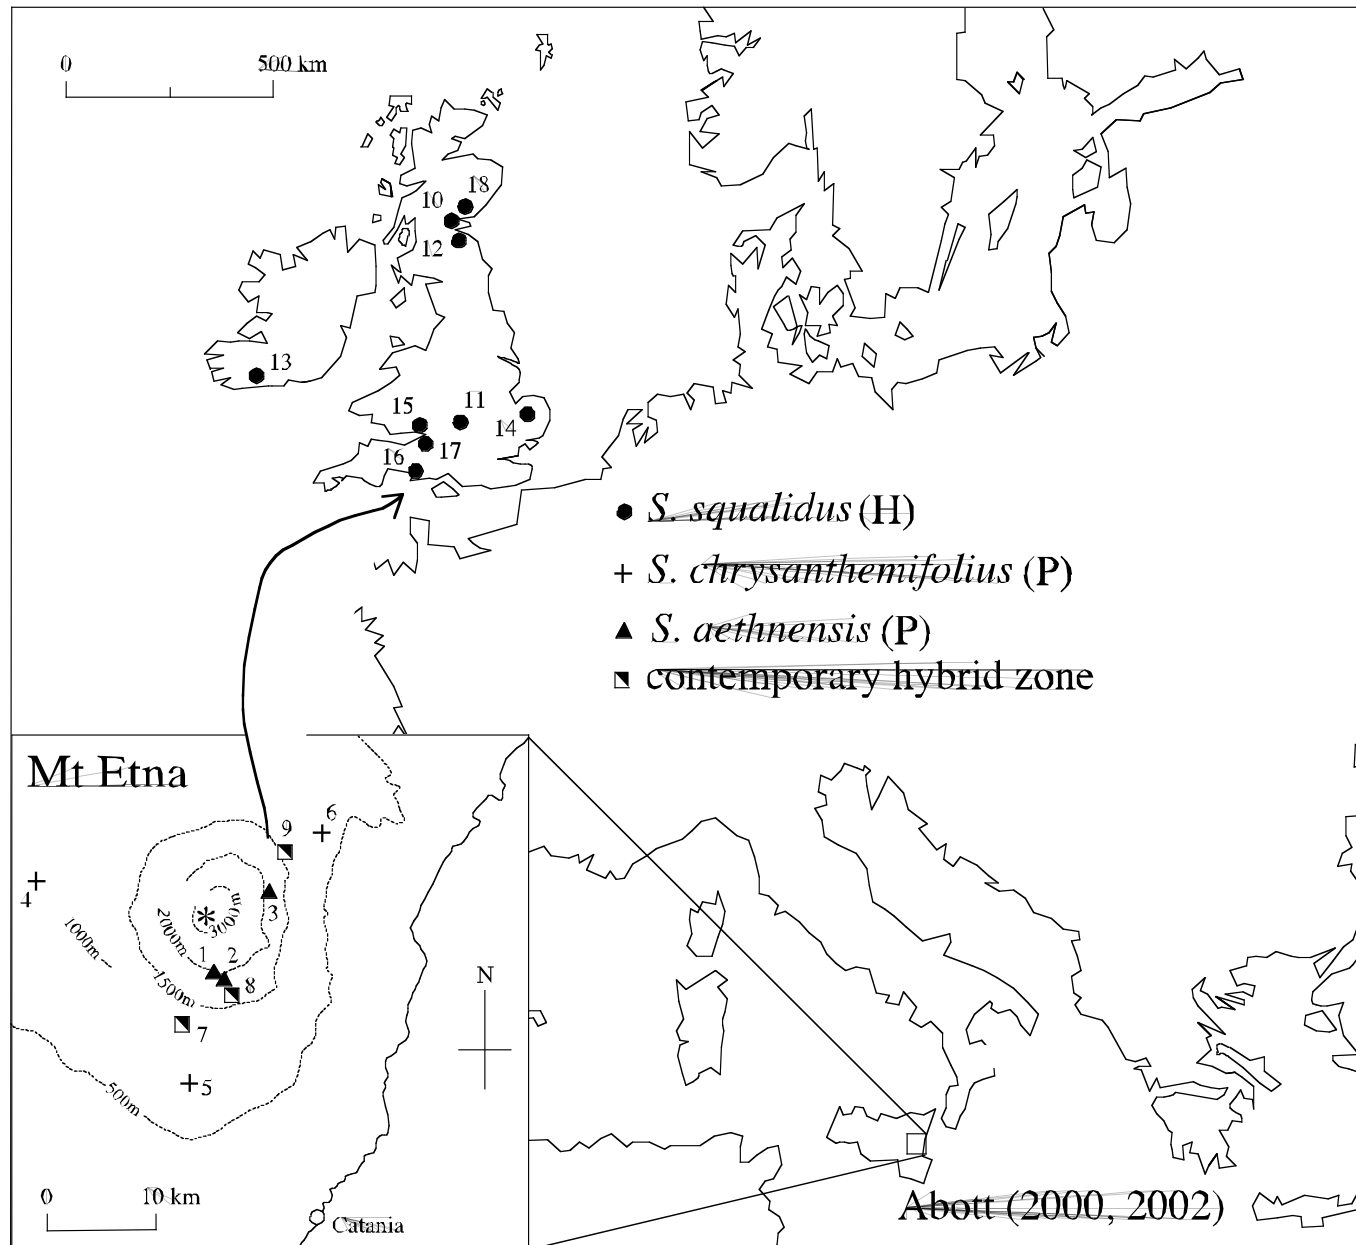 0 500 km
18
10
12
13
15
11
14
17
16
S. squalidus (H)
+ S. chrysanthemifolius (P)
S. aethnensis (P)
contemporary hybrid zone
Mt Etna
6
9
4
3
3000m
2000m
1000m
1 2
8
1500m
N
7
5
500m
0 10 km
Catania
Abott (2000, 2002)